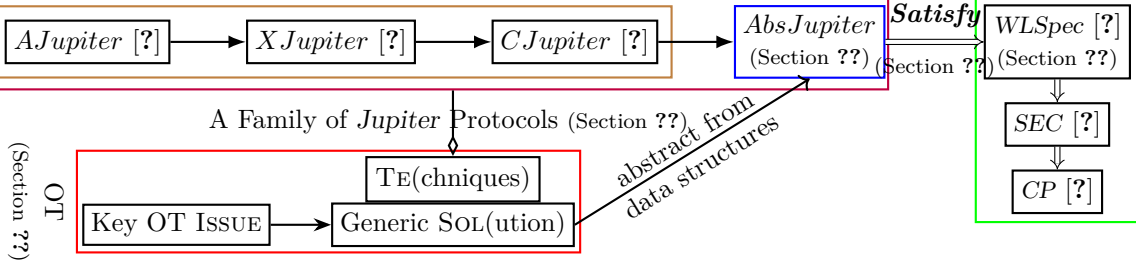 AJupiter [?]
XJupiter [?]
CJupiter [?]
AbsJupiter
(Section ??)
Satisfy
(Section ??)
WLSpec [?]
(Section ??)
SEC [?]
CP [?]
A Family of Jupiter Protocols (Section ??)
abstract from
data structures
OT
(Section ??)
TE(chniques)
Key OT ISSUE
Generic SOL(ution)